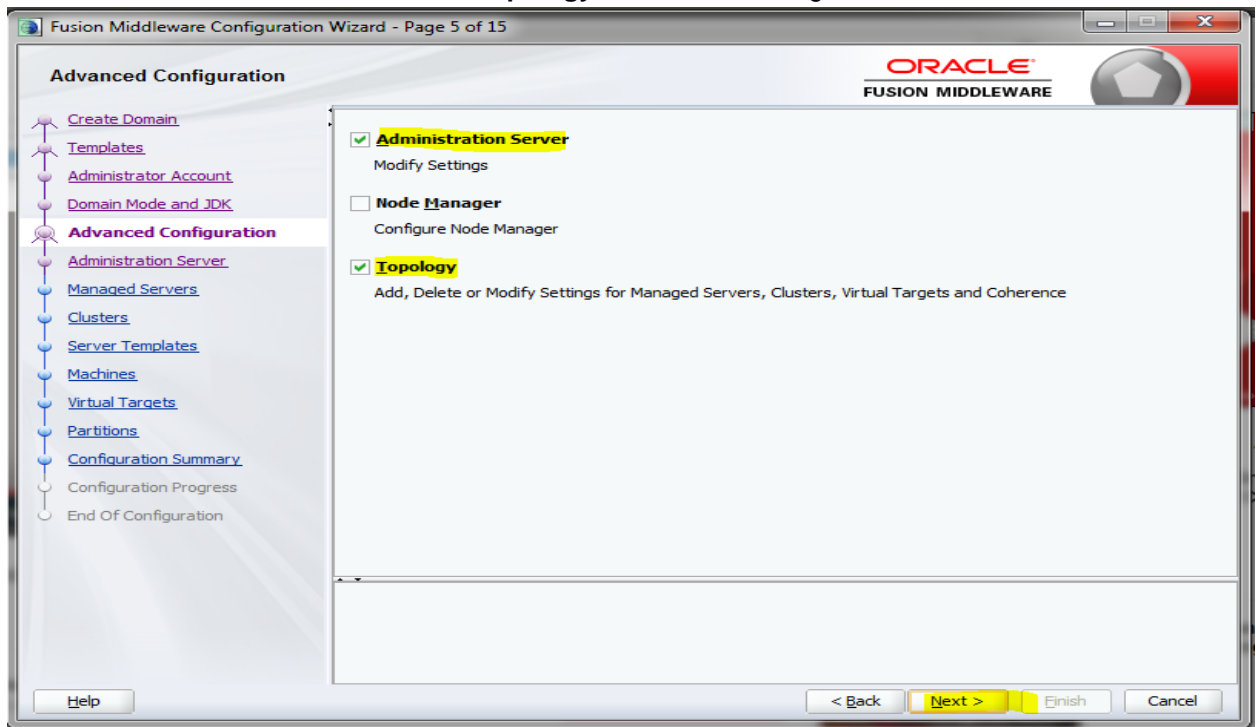 Fusion Middleware Configuration Wizard - Page 5 of 15
Advanced Configuration
ORACLE
FUSION MIDDLEWARE
Create Domain
Templates
Administrator Account
Domain Mode and JDK
Advanced Configuration
Administration Server
Managed Servers
Clusters
Server Templates
Machines
Virtual Targets
Partitions
Configuration Summary
Configuration Progress
End Of Configuration
Administration Server
Modify Settings
Node Manager
Configure Node Manager
Topology
Add, Delete or Modify Settings for Managed Servers, Clusters, Virtual Targets and Coherence
Help
< Back
Next >
Finish
Cancel